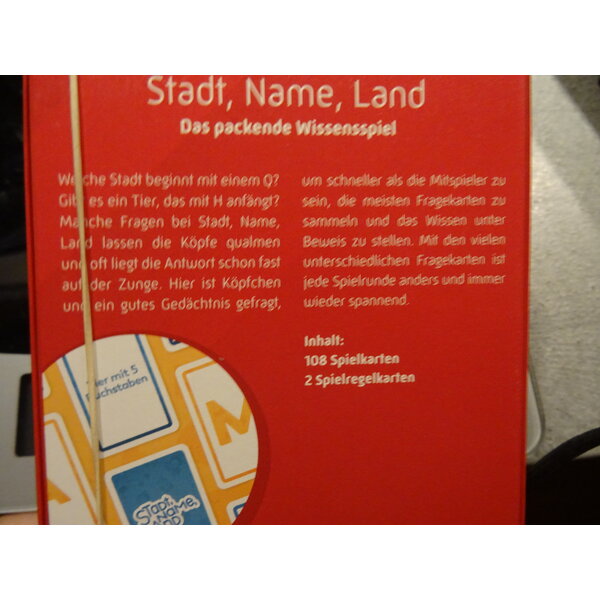 Stadt, Name, Land
Das packende Wissensspiel
Welche Stadt beginnt mit einem Q?
Gibt es ein Tier, das mit H anfängt?
Manche Fragen bei Stadt, Name,
Land lassen die Köpfe qualmen
und oft liegt die Antwort schon fast
auf der Zunge. Hier ist Köpfchen
und ein gutes Gedächtnis gefragt,
um schneller als die Mitspieler zu
sein, die meisten Fragekarten zu
sammeln und das Wissen unter
Beweis zu stellen. Mit den vielen
unterschiedlichen Fragekarten ist
jede Spielrunde anders und immer
wieder spannend.
Inhalt:
108 Spielkarten
2 Spielregelkarten
Tier mit 5
Buchstaben
M
STADT,
NAME,